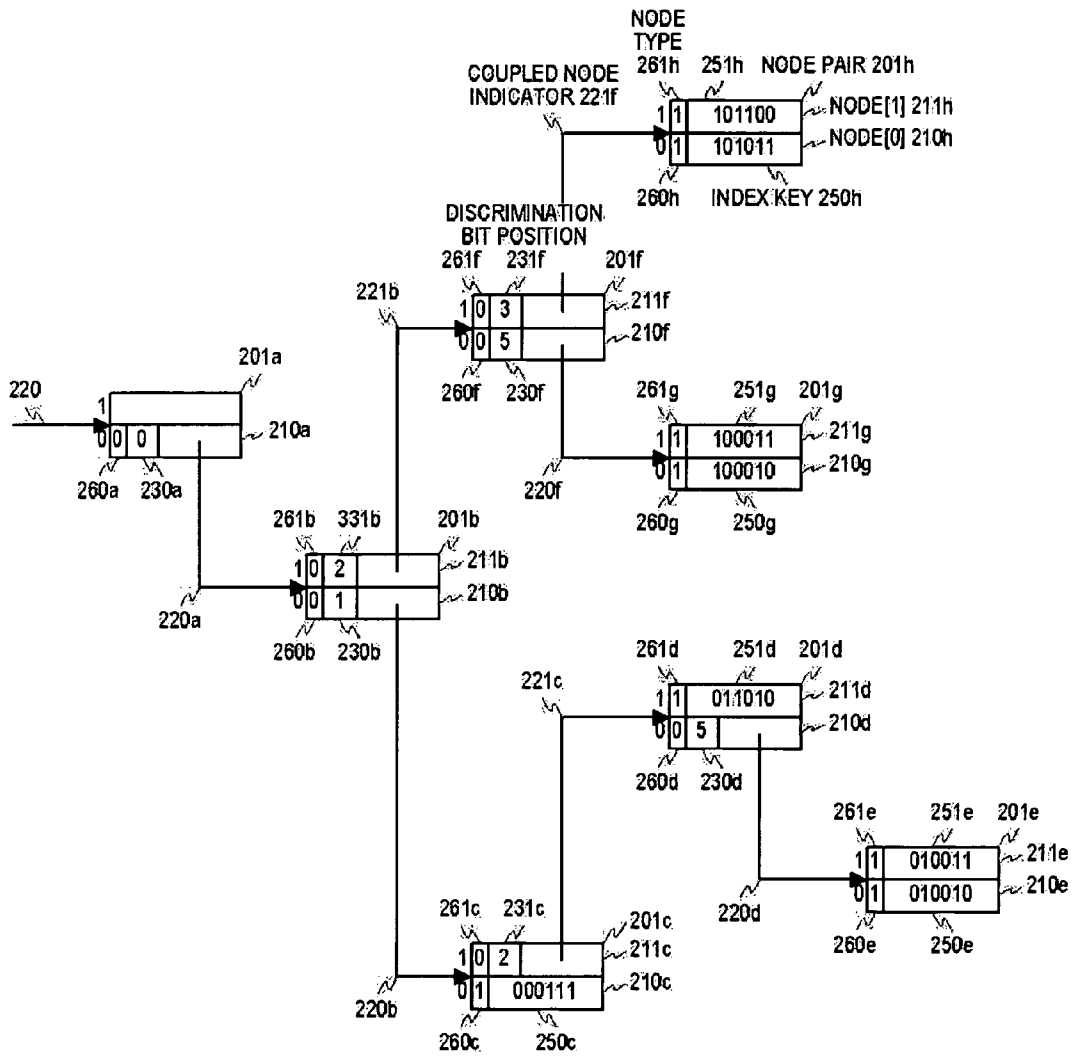 NODE
TYPE
261h 251h NODE PAIR 201h
COUPLED NODE
INDICATOR 221f
1 1 101100 NODE[1] 211h
0 1 101011 NODE[0] 210h
260h INDEX KEY 250h
DISCRIMINATION
BIT POSITION
261f 231f 201f
221b
1 0 3 211f
0 0 5 210f
260f 230f
201a
220
1
0 0 0 210a
260a 230a
261g 251g 201g
1 1 100011 211g
0 1 100010 210g
220f
260g 250g
261b 331b 201b
1 0 2 211b
0 0 1 210b
220a
260b 230b
261d 251d 201d
221c
1 1 011010 211d
0 0 5 210d
260d 230d
261e 251e 201e
1 1 010011 211e
0 1 010010 210e
220d
260e 250e
261c 231c 201c
1 0 2 211c
0 1 000111 210c
220b
260c 250c